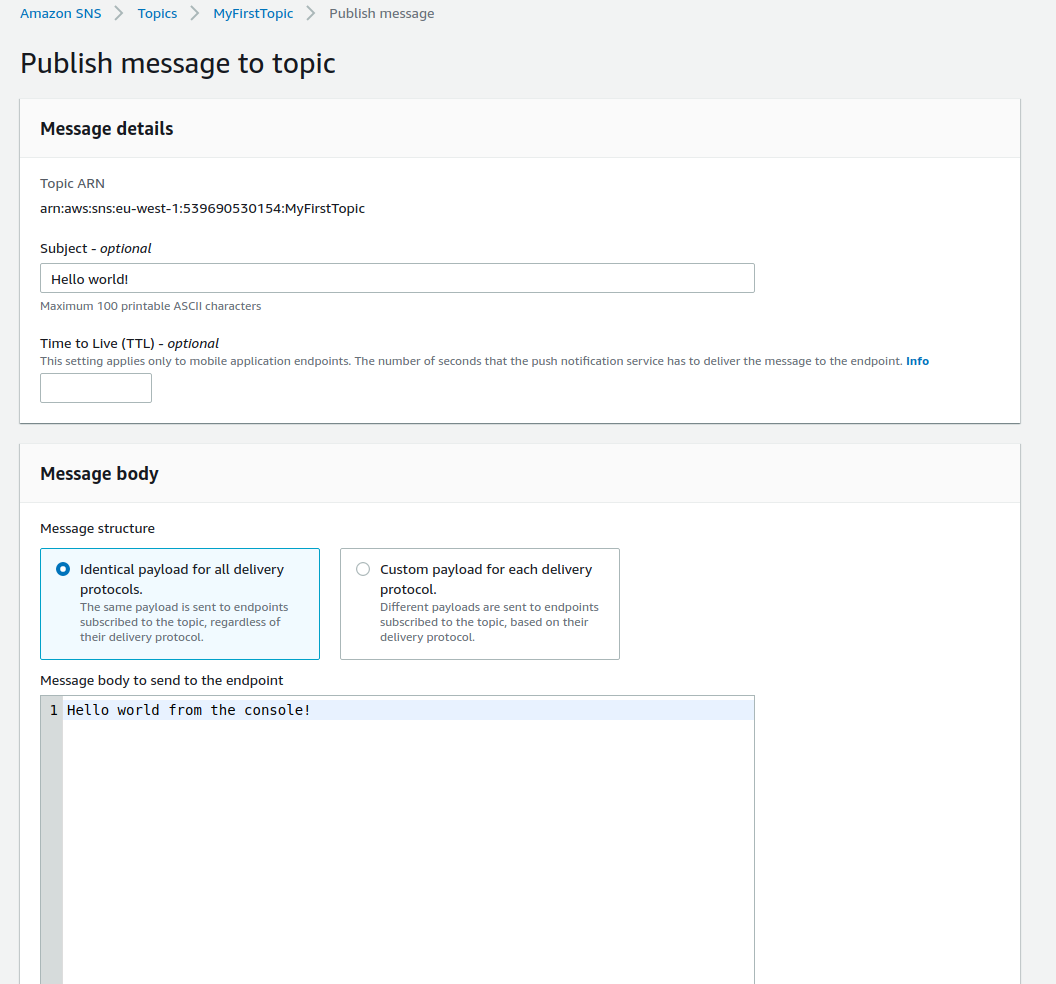 Amazon SNS Topics MyFirstTopic Publish message
Publish message to topic
Message details
Topic ARN
arn:aws:sns:eu-west-1:539690530154:MyFirstTopic
Subject - optional
Hello world!
Maximum 100 printable ASCII characters
Time to Live (TTL) - optional
This setting applies only to mobile application endpoints. The number of seconds that the push notification service has to deliver the message to the endpoint. Info
Message body
Message structure
Identical payload for all delivery
protocols.
The same payload is sent to endpoints
subscribed to the topic, regardless of
their delivery protocol.
Custom payload for each delivery
protocol.
Different payloads are sent to endpoints
subscribed to the topic, based on their
delivery protocol.
Message body to send to the endpoint
1 Hello world from the console!